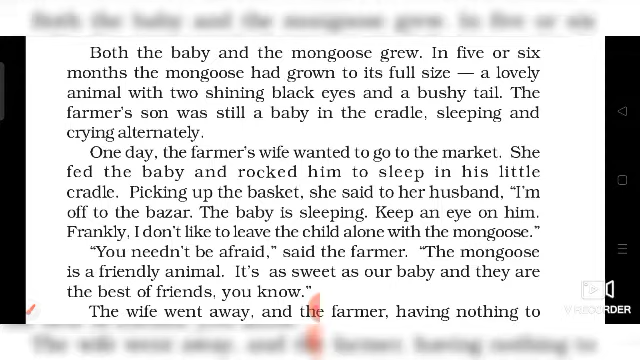 Both the baby and the mongoose grew. In five or six
months the mongoose had grown to its full size — a lovely
animal with two shining black eyes and a bushy tail. The
farmer's son was still a baby in the cradle, sleeping and
crying alternately.
One day, the farmer's wife wanted to go to the market. She
fed the baby and rocked him to sleep in his little
cradle. Picking up the basket, she said to her husband, “I'm
off to the bazar. The baby is sleeping. Keep an eye on him.
Frankly, I don't like to leave the child alone with the mongoose.”
“You needn't be afraid,” said the farmer. “The mongoose
is a friendly animal. It's as sweet as our baby and they are
the best of friends, you know.”
The wife went away, and the farmer, having nothing to
V RECORDER